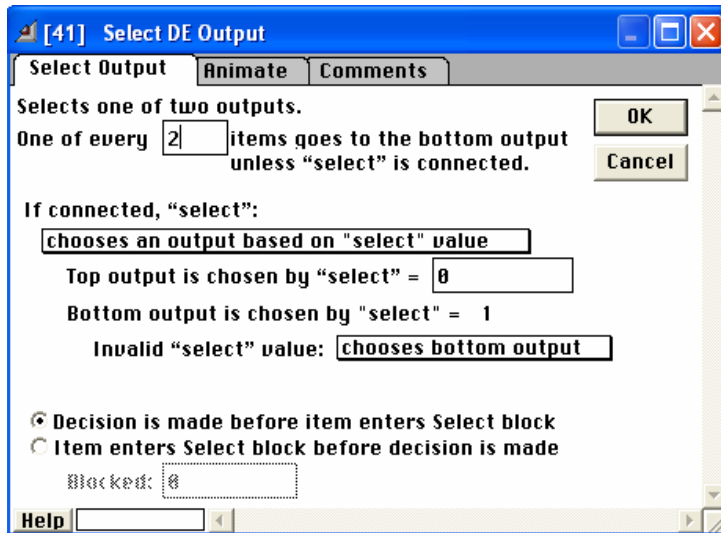 [41] Select DE Output
Select Output Animate Comments
Selects one of two outputs.
One of every 2 items goes to the bottom output
unless “select” is connected.
OK
Cancel
If connected, “select”:
chooses an output based on "select" value
Top output is chosen by “select” = 0
Bottom output is chosen by "select" = 1
Invalid “select” value: chooses bottom output
Decision is made before item enters Select block
Item enters Select block before decision is made
Blocked: 0
Help